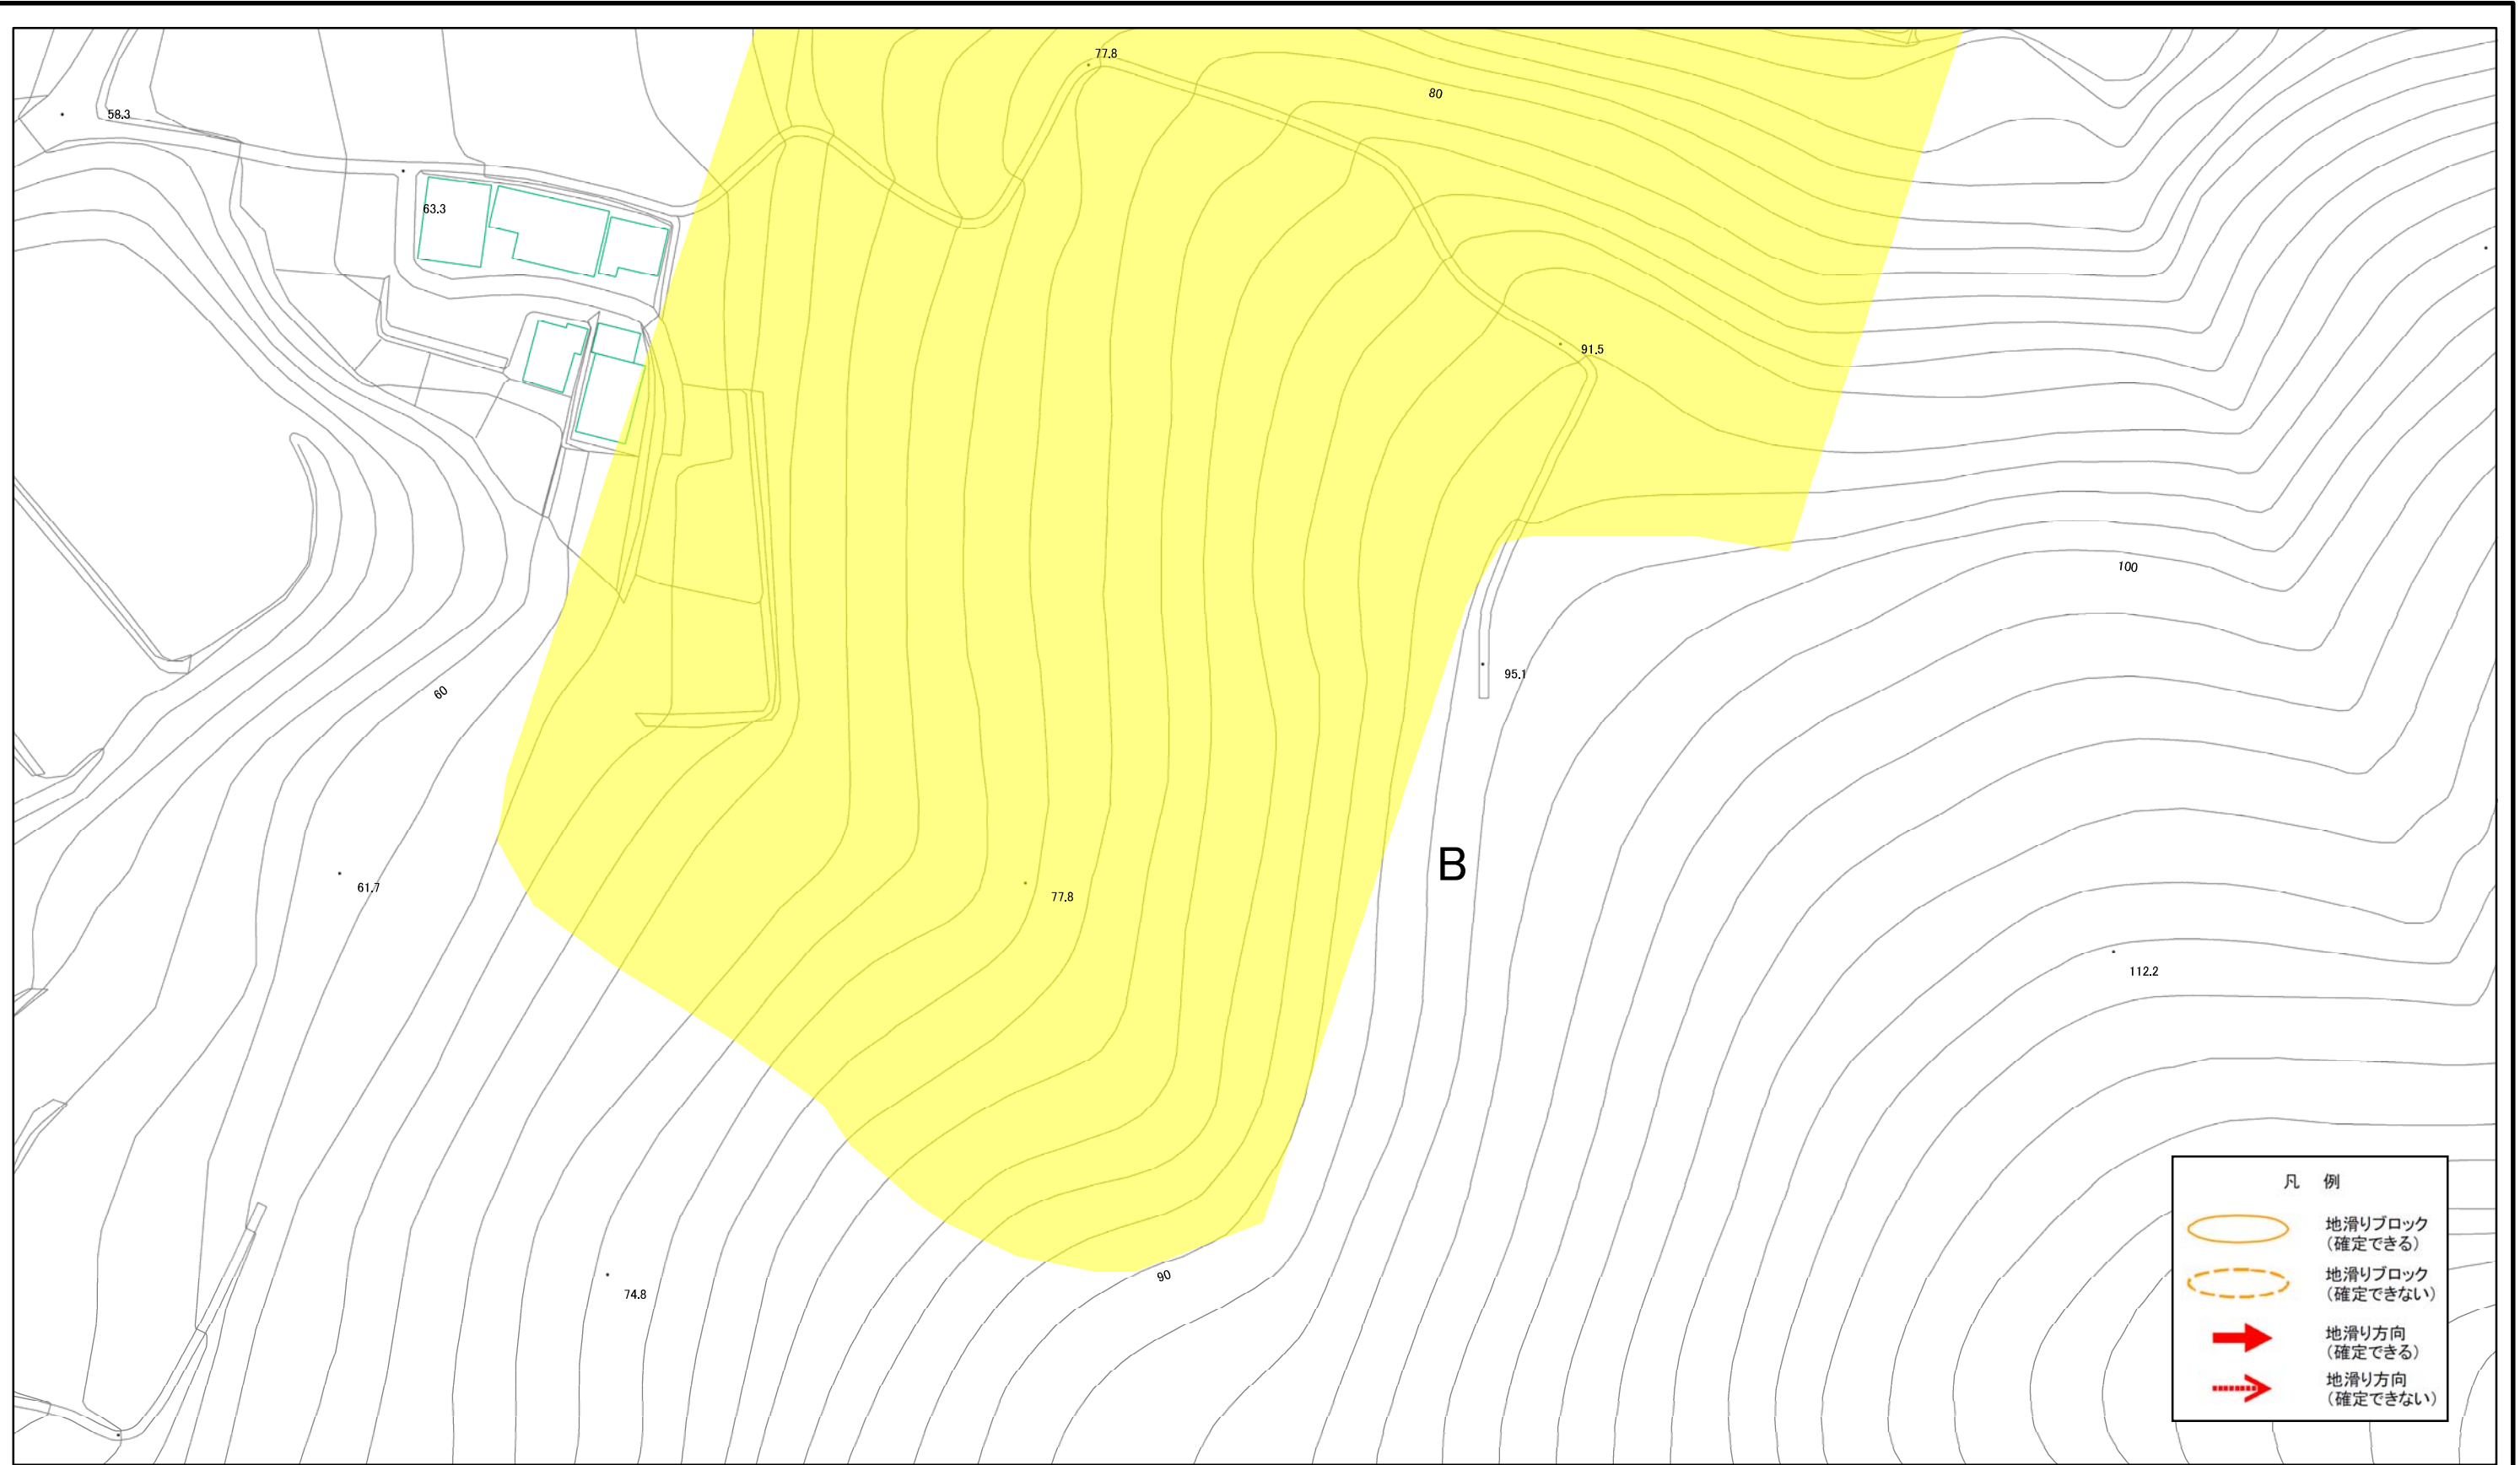 77.8
80
58.3
63.3
91.5
100
95.1
60
B
61.7
77.8
112.2
90
74.8
凡 例
地滑りブロック
（確定できる）
地滑りブロック
（確定できない）
地滑り方向
（確定できる）
地滑り方向
（確定できない）